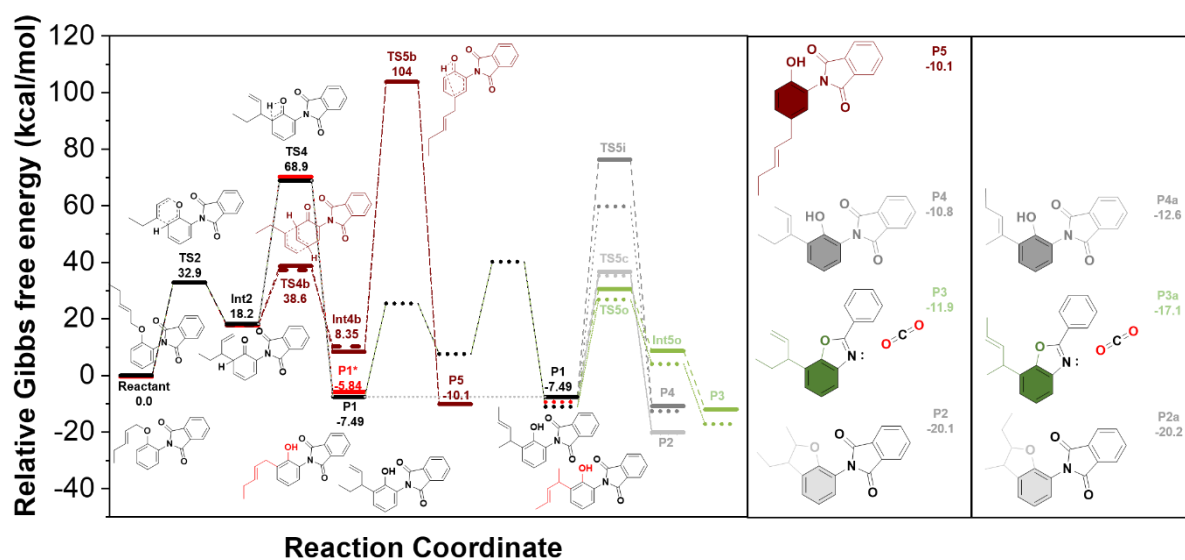 Relative Gibbs free energy (kcal/mol)
120
100
80
60
40
20
0
-20
-40
Reaction Coordinate
Reactant
0.0
TS2
32.9
Int2
18.2
TS4
68.9
TS4b
38.6
Int4b
8.35
P1*
-5.84
P1
-7.49
TS5b
104
P5
-10.1
P1
-7.49
TS5i
TS5c
TS5o
Int5o
P4
P3
P2
P5
-10.1
P4
-10.8
P3
-11.9
P2
-20.1
P4a
-12.6
P3a
-17.1
P2a
-20.2